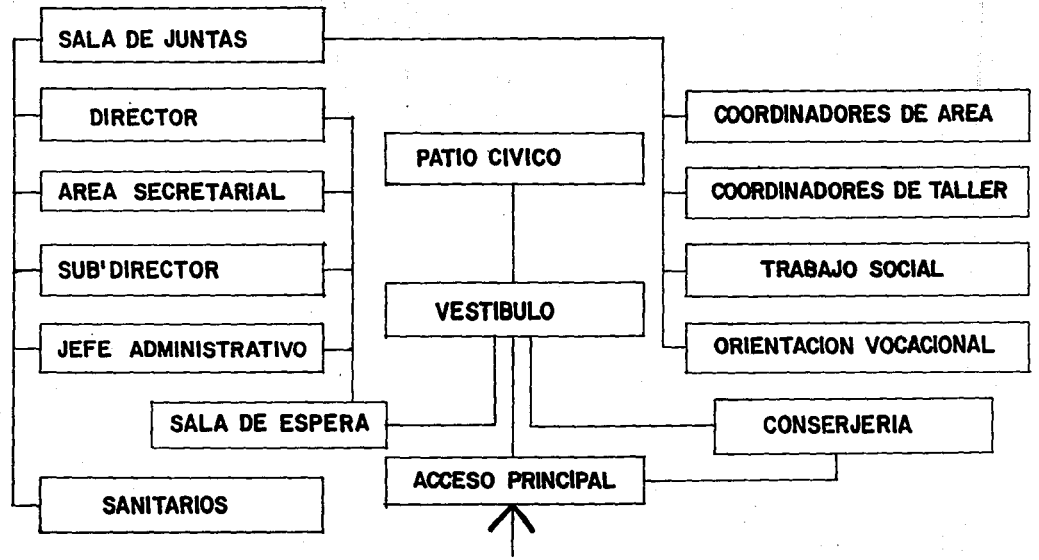 SALA DE JUNTAS
DIRECTOR
AREA SECRETARIAL
SUB'DIRECTOR
JEFE ADMINISTRATIVO
SALA DE ESPERA
SANITARIOS
PATIO CIVICO
VESTIBULO
ACCESO PRINCIPAL
COORDINADORES DE AREA
COORDINADORES DE TALLER
TRABAJO SOCIAL
ORIENTACION VOCACIONAL
CONSERJERIA